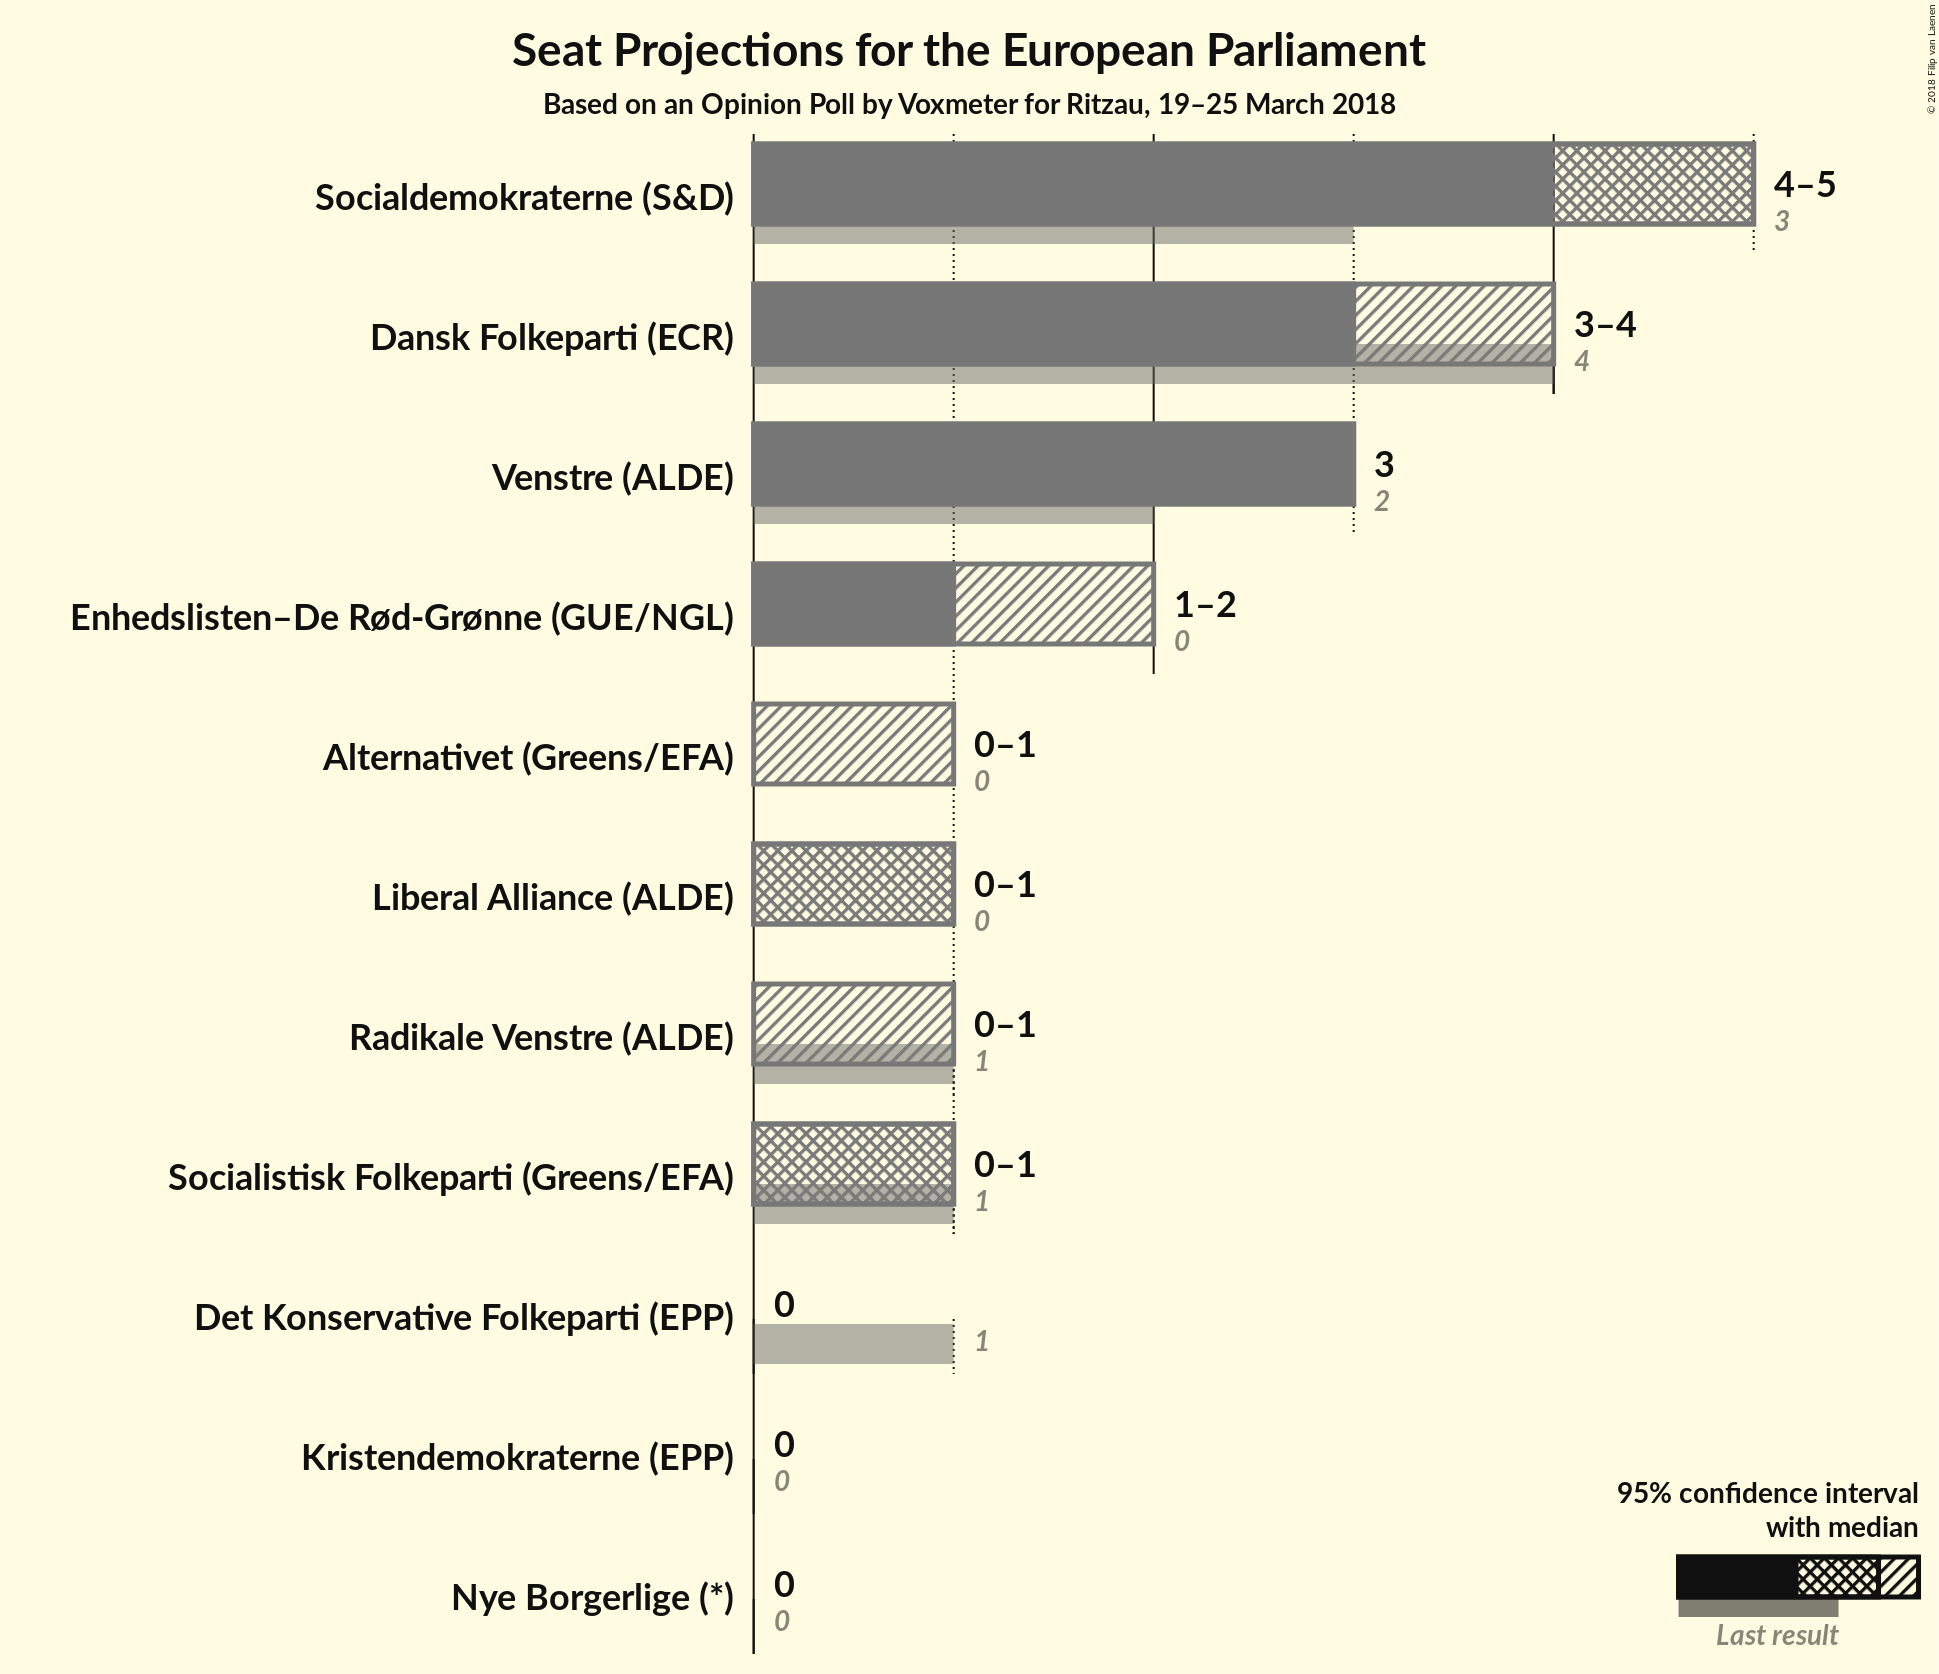 Seat Projections for the European Parliament
Based on an Opinion Poll by Voxmeter for Ritzau, 19–25 March 2018
© 2018 Filip van Laenen
Socialdemokraterne (S&D)
4–5
3
Dansk Folkeparti (ECR)
3–4
4
Venstre (ALDE)
3
2
Enhedslisten–De Rød-Grønne (GUE/NGL)
1–2
0
Alternativet (Greens/EFA)
0–1
0
Liberal Alliance (ALDE)
0–1
0
Radikale Venstre (ALDE)
0–1
1
Socialistisk Folkeparti (Greens/EFA)
0–1
1
Det Konservative Folkeparti (EPP)
0
1
Kristendemokraterne (EPP)
0
0
Nye Borgerlige (*)
0
0
95% confidence interval
with median
Last result